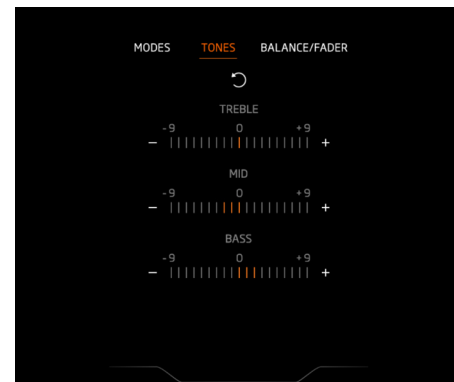 MODES TONES BALANCE/FADER
TREBLE
-9 0 +9
- +
MID
-9 0 +9
- +
BASS
-9 0 +9
- +